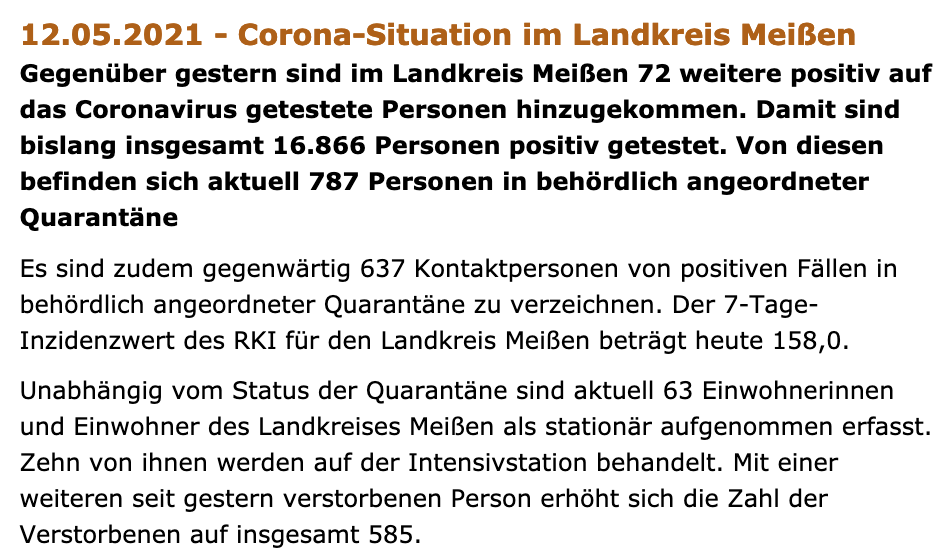 12.05.2021 - Corona-Situation im Landkreis Meißen
Gegenüber gestern sind im Landkreis Meißen 72 weitere positiv auf
das Coronavirus getestete Personen hinzugekommen. Damit sind
bislang insgesamt 16.866 Personen positiv getestet. Von diesen
befinden sich aktuell 787 Personen in behördlich angeordneter
Quarantäne
Es sind zudem gegenwärtig 637 Kontaktpersonen von positiven Fällen in
behördlich angeordneter Quarantäne zu verzeichnen. Der 7-Tage-
Inzidenzwert des RKI für den Landkreis Meißen beträgt heute 158,0.
Unabhängig vom Status der Quarantäne sind aktuell 63 Einwohnerinnen
und Einwohner des Landkreises Meißen als stationär aufgenommen erfasst.
Zehn von ihnen werden auf der Intensivstation behandelt. Mit einer
weiteren seit gestern verstorbenen Person erhöht sich die Zahl der
Verstorbenen auf insgesamt 585.